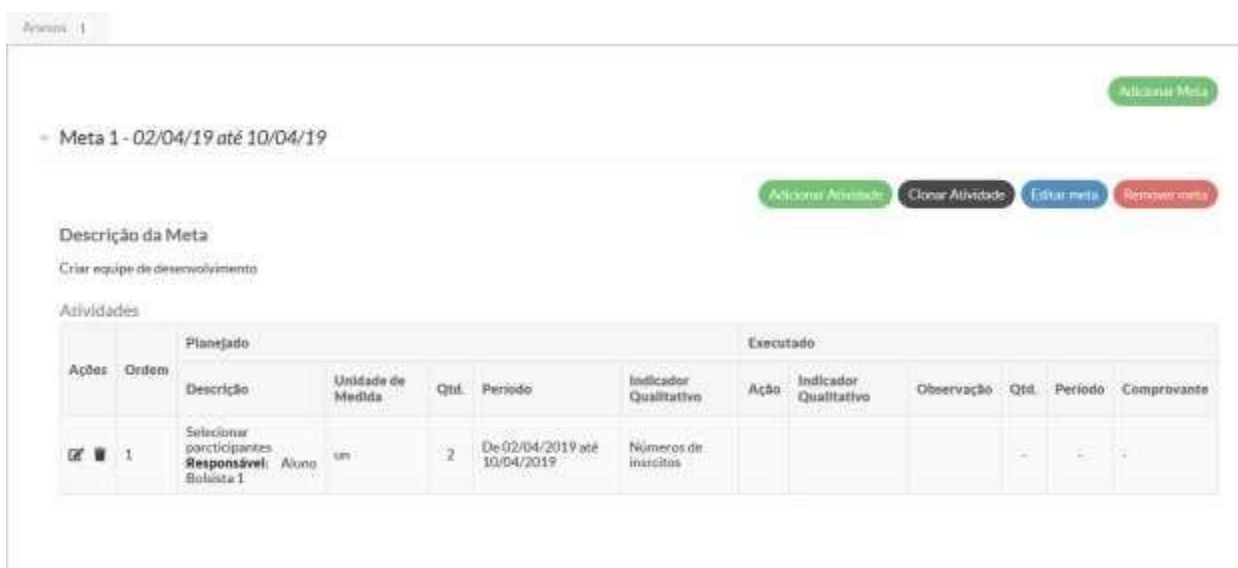 Anexos 1
Adicionar Meta
Meta 1 - 02/04/19 até 10/04/19
Adicionar Atividade Clonar Atividade Editar meta Remover meta
Descrição da Meta
Criar equipe de desenvolvimento
Atividades
Planejado Executado
Ações Ordem Descrição Unidade de Qtd. Período Indicador Ação Indicador Observação Qtd. Período Comprovante
Medida Qualitativo Qualitativo
Selecionar
parcticipantes
1 Responsável: Aluno un 2 De 02/04/2019 até Números de - - -
Bolsista 1 10/04/2019 inxrcitos